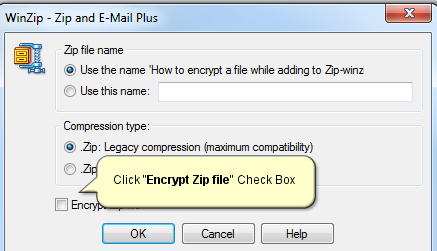 WinZip - Zip and E-Mail Plus
Zip file name
Use the name 'How to encrypt a file while adding to Zip-winz
Use this name:
Compression type:
.Zip: Legacy compression (maximum compatibility)
.Zip
Click "Encrypt Zip file" Check Box
Encrypt
OK
Cancel
Help